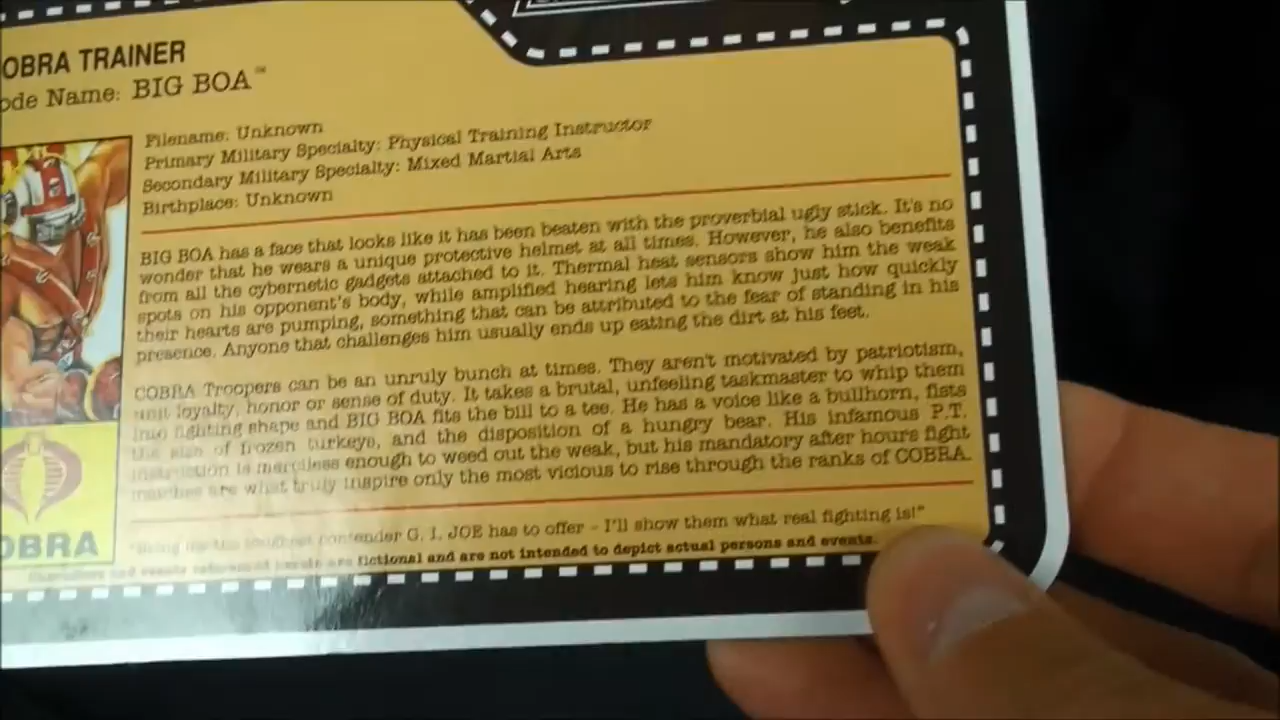 OBRA TRAINER
ode Name: BIG BOA™
Filename: Unknown
Primary Military Specialty: Physical Training Instructor
Secondary Military Specialty: Mixed Martial Arts
Birthplace: Unknown
BIG BOA has a face that looks like it has been beaten with the proverbial ugly stick. It's no
wonder that he wears a unique protective helmet at all times. However, he also benefits
from all the cybernetic gadgets attached to it. Thermal heat sensors show him the weak
spots on his opponent's body, while amplified hearing lets him know just how quickly
their hearts are pumping, something that can be attributed to the fear of standing in his
presence. Anyone that challenges him usually ends up eating the dirt at his feet.
COBRA Troopers can be an unruly bunch at times. They aren't motivated by patriotism,
unit loyalty, honor or sense of duty. It takes a brutal, unfeeling taskmaster to whip them
into fighting shape and BIG BOA fits the bill to a tee. He has a voice like a bullhorn, fists
the size of frozen turkeys, and the disposition of a hungry bear. His infamous P.T.
instruction is merciless enough to weed out the weak, but his mandatory after hours fight
matches are what truly inspire only the most vicious to rise through the ranks of COBRA.
contender G. I. JOE has to offer - I'll show them what real fighting is!"
are fictional and are not intended to depict actual persons and events.
OBRA